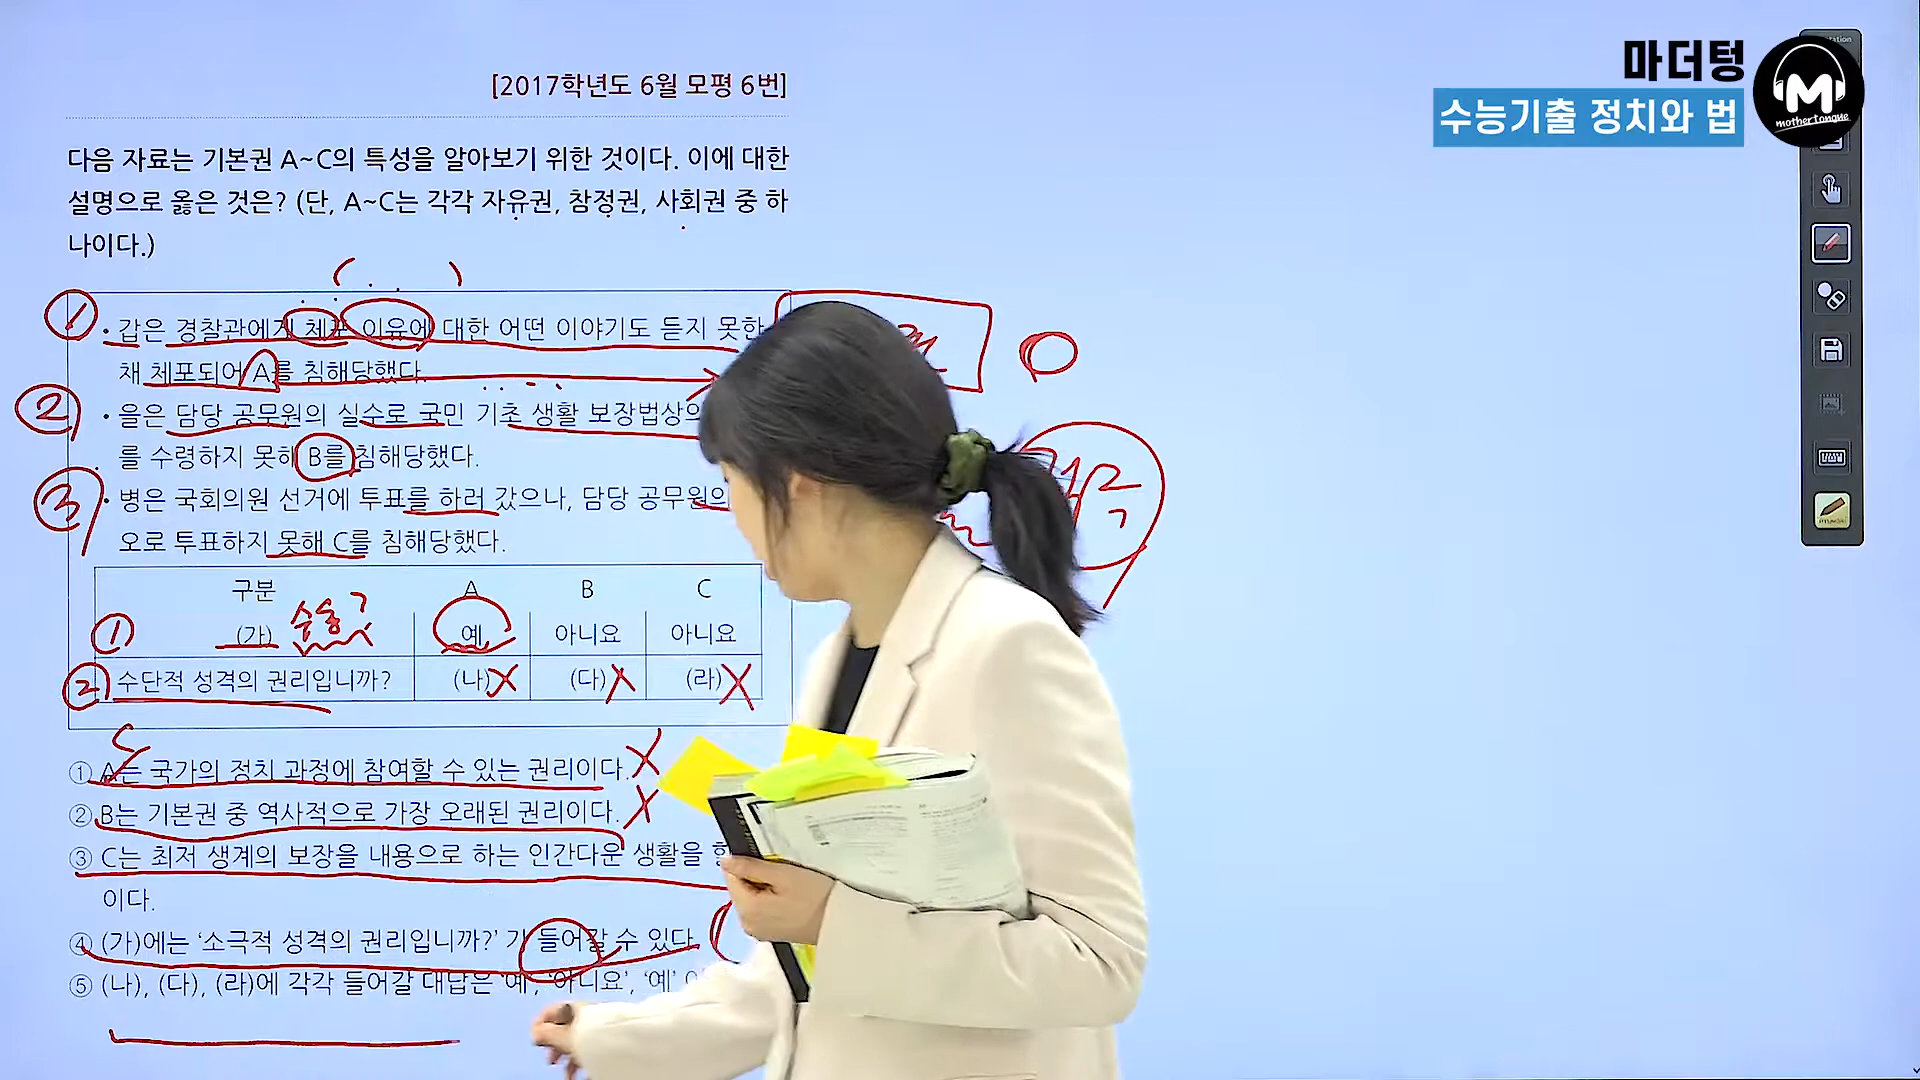 [2017학년도 6월 모평 6번]
마더텅
수능기출 정치와 법
mothertongue
다음 자료는 기본권 A~C의 특성을 알아보기 위한 것이다. 이에 대한
설명으로 옳은 것은? (단, A~C는 각각 자유권, 참정권, 사회권 중 하
나이다.)
① • 갑은 경찰관에게 체포 이유에 대한 어떤 이야기도 듣지 못한
채 체포되어 A를 침해당했다.
② • 을은 담당 공무원의 실수로 국민 기초 생활 보장법상의
를 수령하지 못해 B를 침해당했다.
③ • 병은 국회의원 선거에 투표를 하러 갔으나, 담당 공무원의
오로 투표하지 못해 C를 침해당했다.
구분 A B C
① (가) 예 아니요 아니요
② 수단적 성격의 권리입니까? (나) X (다) X (라) X
① A는 국가의 정치 과정에 참여할 수 있는 권리이다. X
② B는 기본권 중 역사적으로 가장 오래된 권리이다. X
③ C는 최저 생계의 보장을 내용으로 하는 인간다운 생활을 할
이다.
④ (가)에는 ‘소극적 성격의 권리입니까?’ 가 들어갈 수 있다.
⑤ (나), (다), (라)에 각각 들어갈 대답은 ‘예’, ‘아니요’, ‘예’